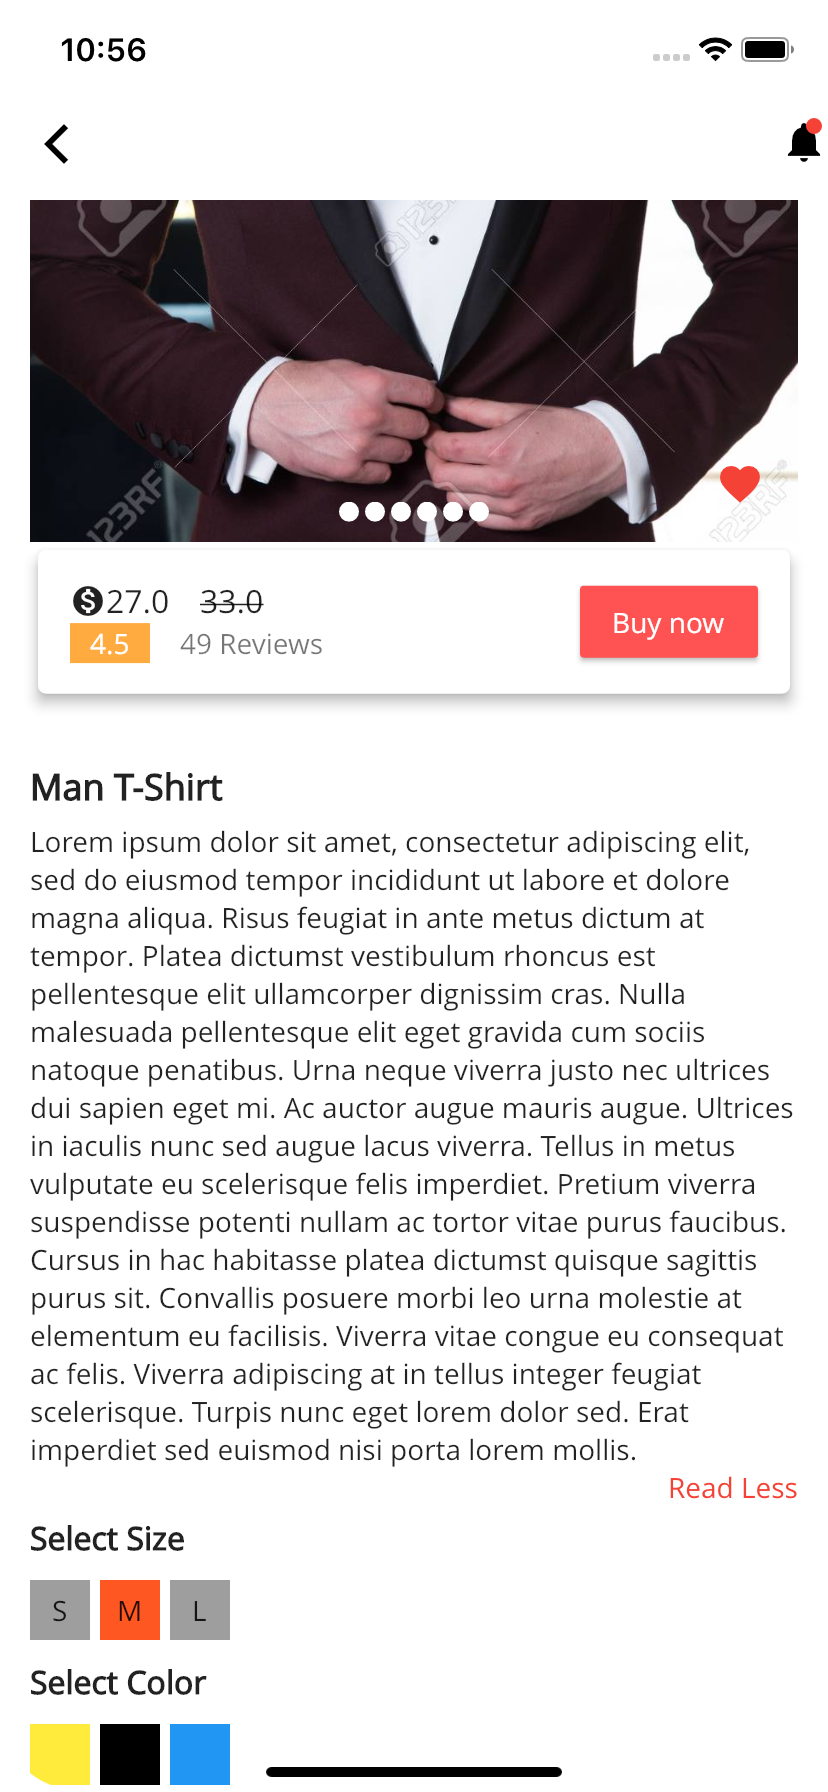 10:56
123RF
$27.0 33.0
4.5 49 Reviews
Buy now
Man T-Shirt
Lorem ipsum dolor sit amet, consectetur adipiscing elit,
sed do eiusmod tempor incididunt ut labore et dolore
magna aliqua. Risus feugiat in ante metus dictum at
tempor. Platea dictumst vestibulum rhoncus est
pellentesque elit ullamcorper dignissim cras. Nulla
malesuada pellentesque elit eget gravida cum sociis
natoque penatibus. Urna neque viverra justo nec ultrices
dui sapien eget mi. Ac auctor augue mauris augue. Ultrices
in iaculis nunc sed augue lacus viverra. Tellus in metus
vulputate eu scelerisque felis imperdiet. Pretium viverra
suspendisse potenti nullam ac tortor vitae purus faucibus.
Cursus in hac habitasse platea dictumst quisque sagittis
purus sit. Convallis posuere morbi leo urna molestie at
elementum eu facilisis. Viverra vitae congue eu consequat
ac felis. Viverra adipiscing at in tellus integer feugiat
scelerisque. Turpis nunc eget lorem dolor sed. Erat
imperdiet sed euismod nisi porta lorem mollis.
Read Less
Select Size
S M L
Select Color